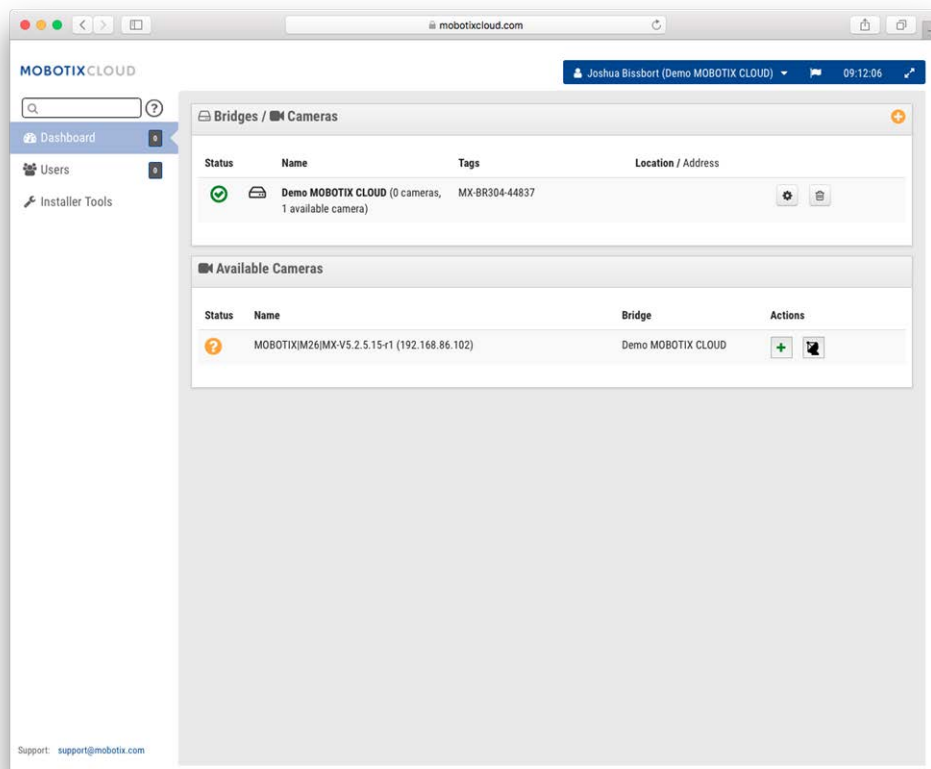 mobotixcloud.com
MOBOTIXCLOUD
Joshua Bissbort (Demo MOBOTIX CLOUD)
09:12:06
Dashboard 0
Users 0
Installer Tools
Bridges / Cameras
Status Name Tags Location / Address
Demo MOBOTIX CLOUD (0 cameras, MX-BR304-44837
1 available camera)
Available Cameras
Status Name Bridge Actions
MOBOTIX|M26|MX-V5.2.5.15-r1 (192.168.86.102) Demo MOBOTIX CLOUD
Support: support@mobotix.com